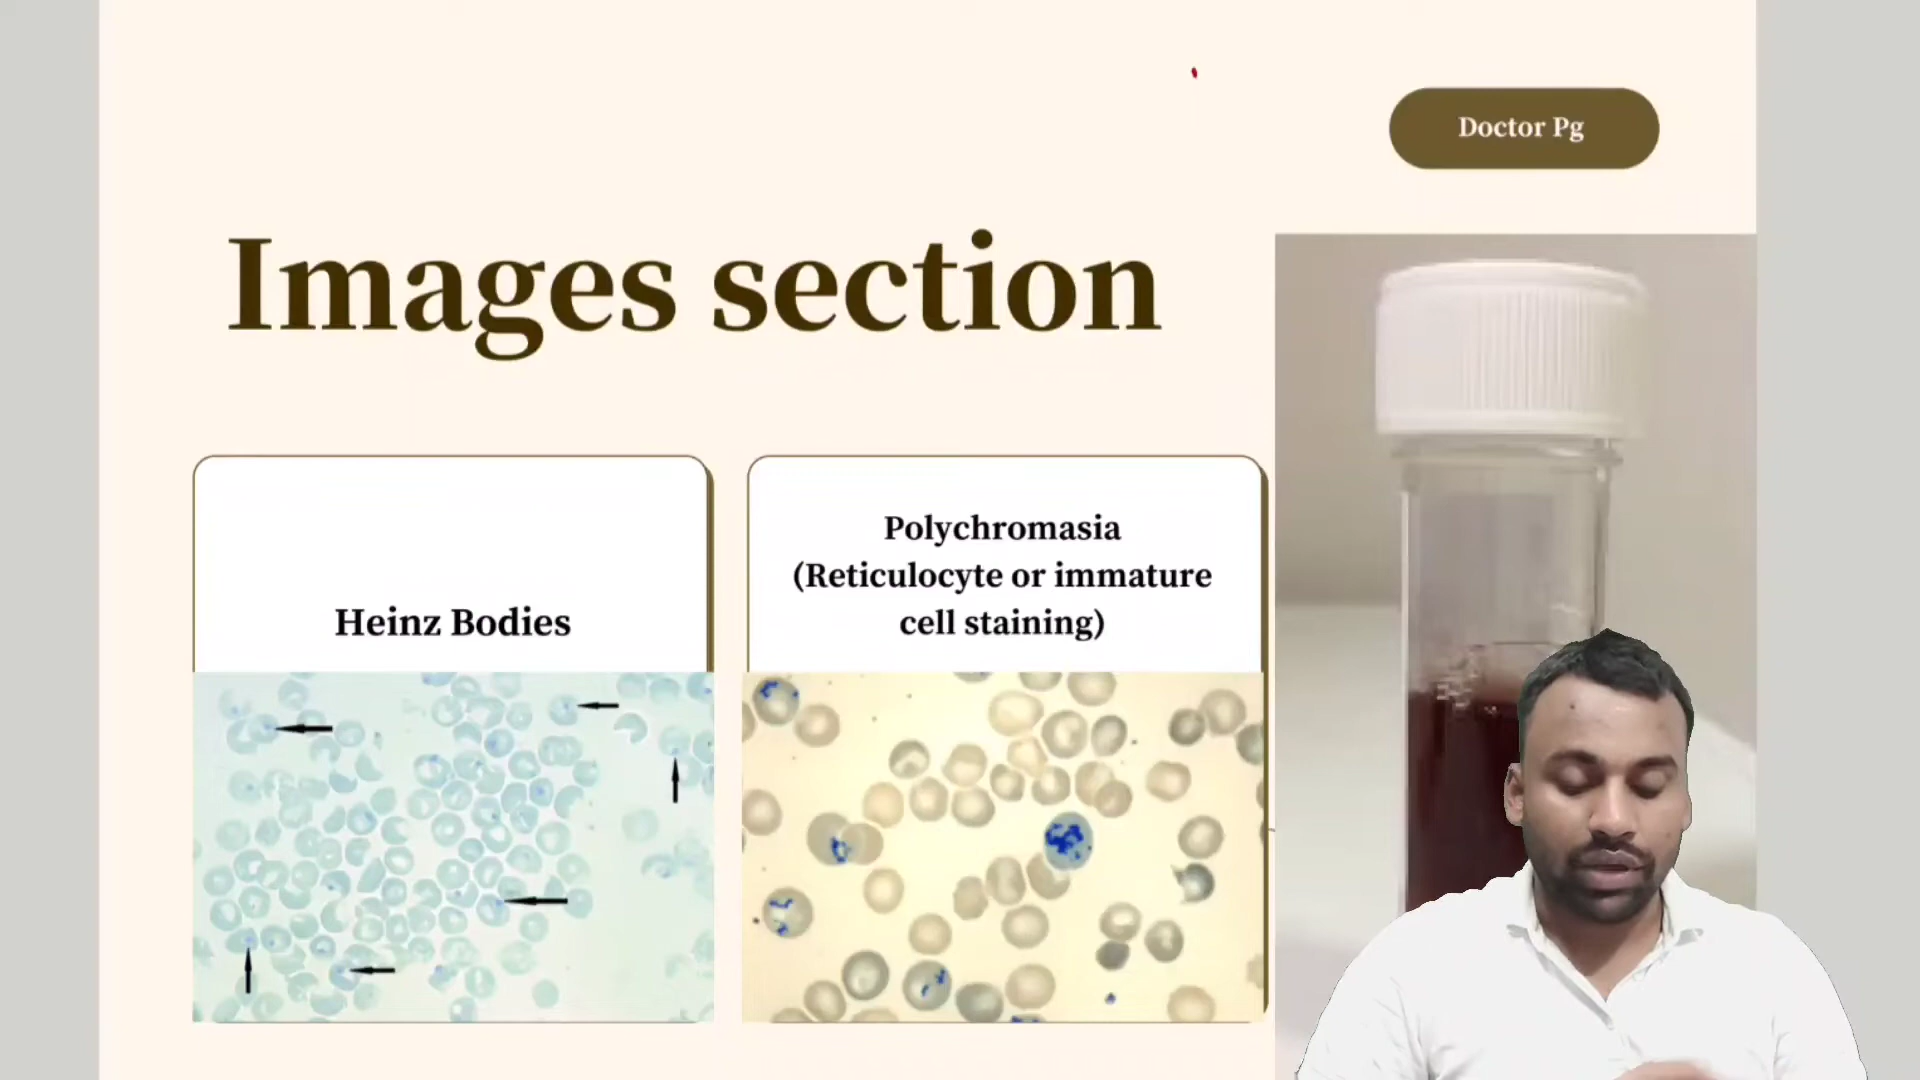 Doctor Pg
Images section
Heinz Bodies
Polychromasia
(Reticulocyte or immature
cell staining)